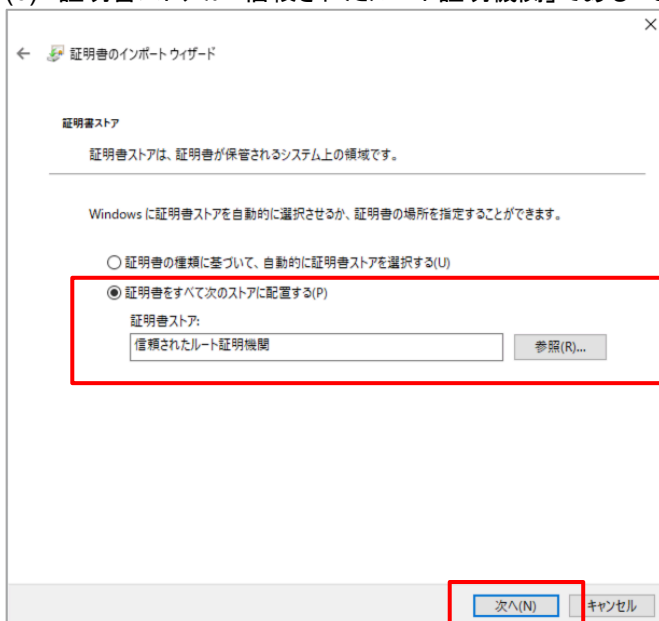 証明書のインポート ウィザード
証明書ストア
証明書ストアは、証明書が保管されるシステム上の領域です。
Windows に証明書ストアを自動的に選択させるか、証明書の場所を指定することができます。
証明書の種類に基づいて、自動的に証明書ストアを選択する(U)
証明書をすべて次のストアに配置する(P)
証明書ストア:
信頼されたルート証明機関
参照(R)...
次へ(N)
キャンセル